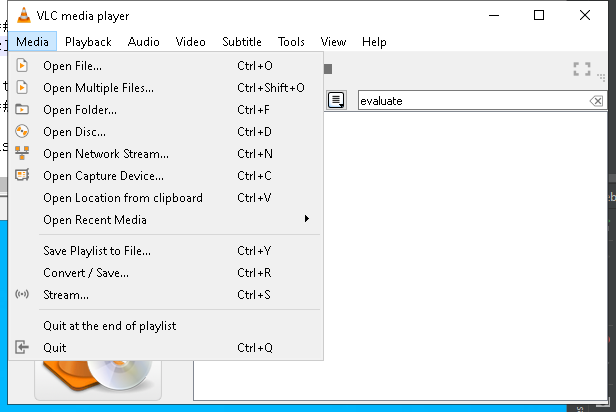 VLC media player
Media Playback Audio Video Subtitle Tools View Help
Open File... Ctrl+O
Open Multiple Files... Ctrl+Shift+O
evaluate
Open Folder... Ctrl+F
Open Disc... Ctrl+D
Open Network Stream... Ctrl+N
Open Capture Device... Ctrl+C
Open Location from clipboard Ctrl+V
Open Recent Media
Save Playlist to File... Ctrl+Y
Convert / Save... Ctrl+R
Stream... Ctrl+S
Quit at the end of playlist
Quit Ctrl+Q